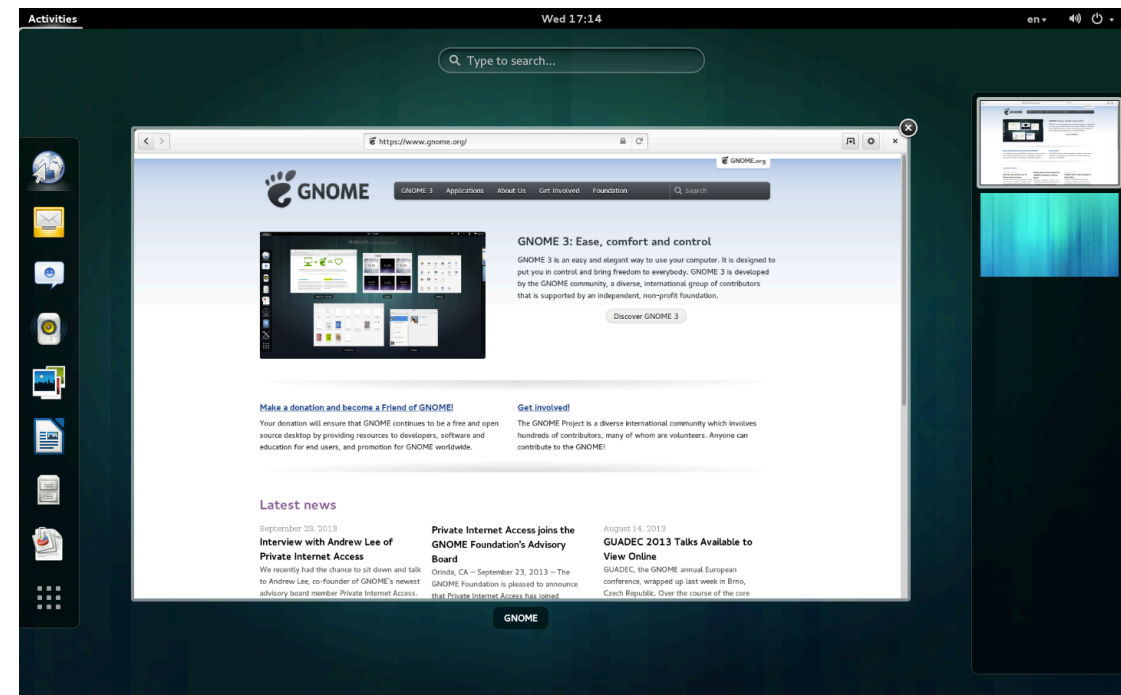 Activities
Wed 17:14
en
Type to search...
https://www.gnome.org/
GNOME.org
GNOME
GNOME 3 Applications About Us Get Involved Foundation Search
GNOME 3: Ease, comfort and control
GNOME 3 is an easy and elegant way to use your computer. It is designed to
put you in control and bring freedom to everybody. GNOME 3 is developed
by the GNOME community, a diverse, international group of contributors
that is supported by an independent, non-profit foundation.
Discover GNOME 3
Make a donation and become a Friend of GNOME!
Your donation will ensure that GNOME continues to be a free and open
source desktop by providing resources to developers, software and
education for end users, and promotion for GNOME worldwide.
Get involved!
The GNOME Project is a diverse international community which involves
hundreds of contributors, many of whom are volunteers. Anyone can
contribute to the GNOME!
Latest news
September 23, 2013
Interview with Andrew Lee of
Private Internet Access
We recently had the chance to sit down and talk
to Andrew Lee, co-founder of GNOME's newest
advisory board member Private Internet Access.
Private Internet Access joins the
GNOME Foundation's Advisory
Board
Orinda, CA — September 23, 2013 — The
GNOME Foundation is pleased to announce
that Private Internet Access has joined
August 14, 2013
GUADEC 2013 Talks Available to
View Online
GUADEC, the GNOME annual European
conference, wrapped up last week in Brno,
Czech Republic. Over the course of the core
GNOME